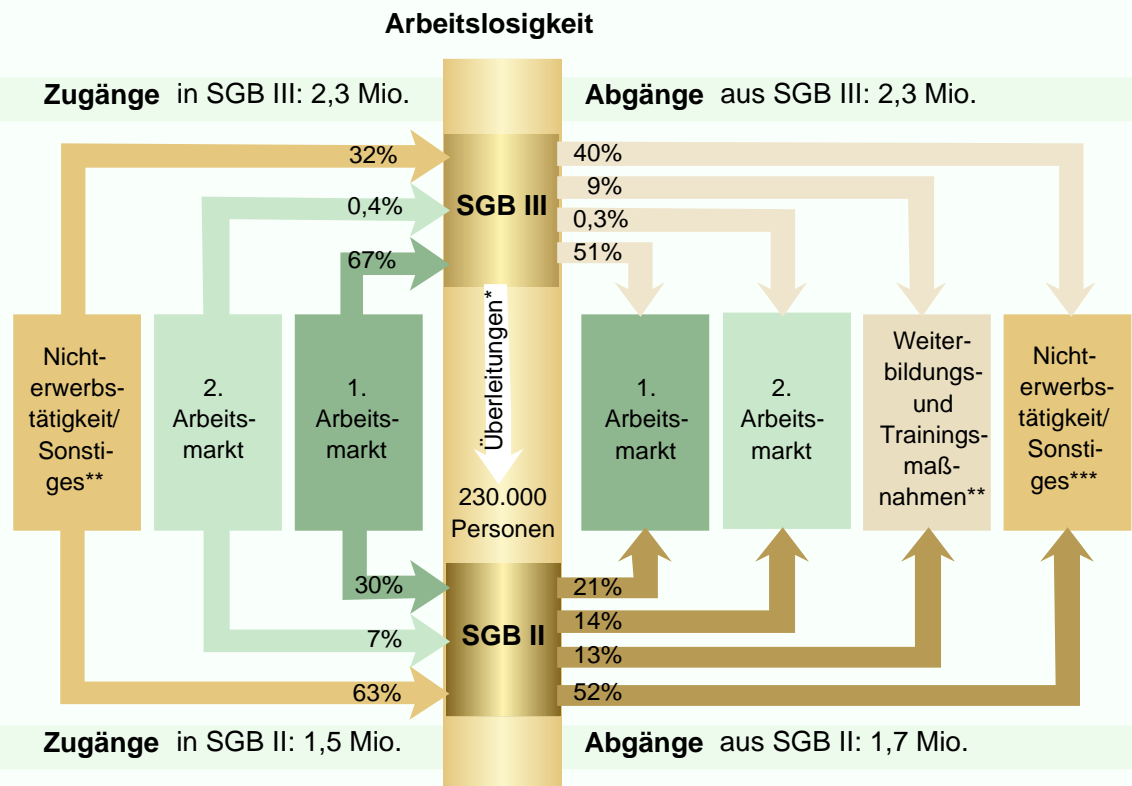 Arbeitslosigkeit
Zugänge in SGB III: 2,3 Mio.
Abgänge aus SGB III: 2,3 Mio.
32%
0,4%
67%
SGB III
40%
9%
0,3%
51%
Nicht-
erwerbs-
tätigkeit/
Sonsti-
ges**
2.
Arbeits-
markt
1.
Arbeits-
markt
Überleitungen*
230.000
Personen
1.
Arbeits-
markt
2.
Arbeits-
markt
Weiter-
bildungs-
und
Trainings-
maß-
nahmen**
Nicht-
erwerbs-
tätigkeit/
Sonsti-
ges***
30%
7%
63%
SGB II
21%
14%
13%
52%
Zugänge in SGB II: 1,5 Mio.
Abgänge aus SGB II: 1,7 Mio.